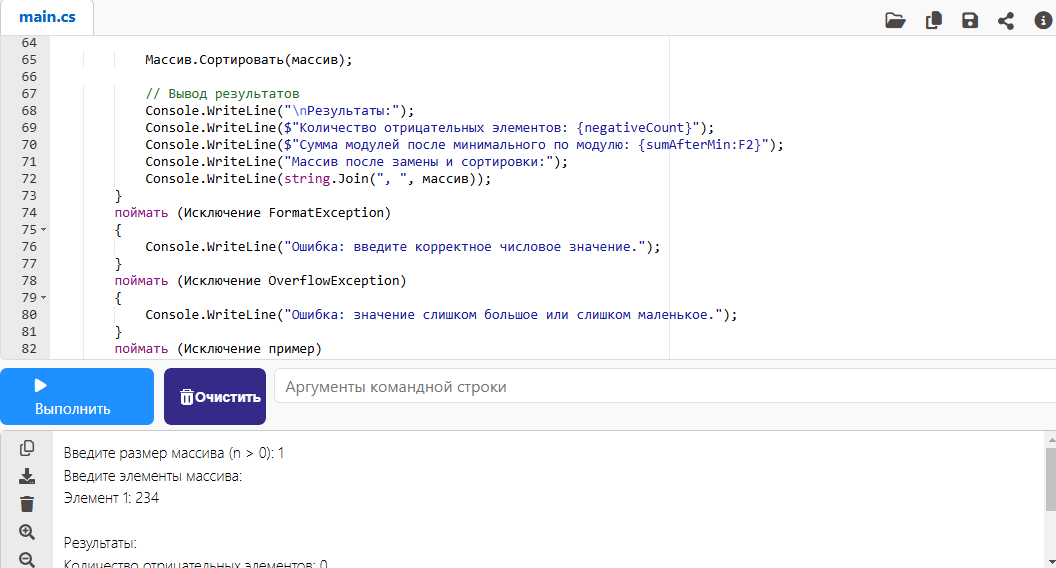 main.cs
64
65 Массив.Сортировать(массив);
66
67 // Вывод результатов
68 Console.WriteLine("\nРезультаты:");
69 Console.WriteLine($"Количество отрицательных элементов: {negativeCount}");
70 Console.WriteLine($"Сумма модулей после минимального по модулю: {sumAfterMin:F2}");
71 Console.WriteLine("Массив после замены и сортировки:");
72 Console.WriteLine(string.Join(", ", массив));
73 }
74 поймать (Исключение FormatException)
75 {
76 Console.WriteLine("Ошибка: введите корректное числовое значение.");
77 }
78 поймать (Исключение OverflowException)
79 {
80 Console.WriteLine("Ошибка: значение слишком большое или слишком маленькое.");
81 }
82 поймать (Исключение пример)
Выполнить
Очистить
Аргументы командной строки
Введите размер массива (n > 0): 1
Введите элементы массива:
Элемент 1: 234
Результаты:
Количество отрицательных элементов: 0